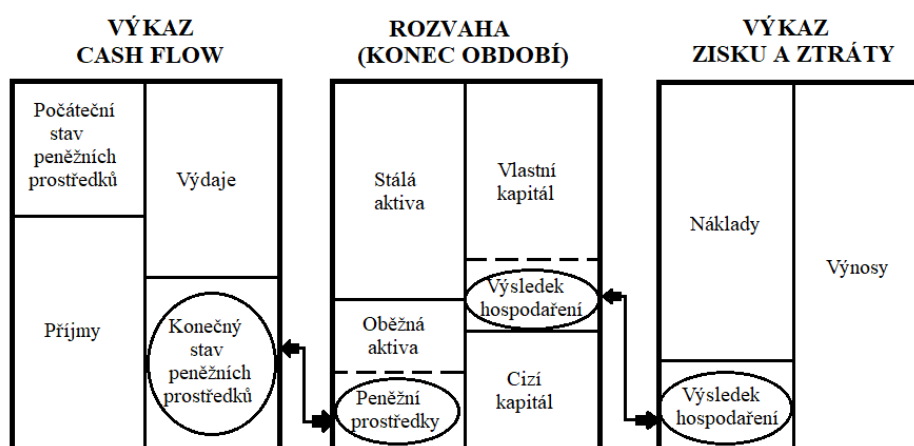 VÝKAZ
CASH FLOW
Počáteční
stav
peněžních
prostředků
Příjmy
Výdaje
Konečný
stav
peněžních
prostředků
ROZVAHA
(KONEC OBDOBÍ)
Stálá
aktiva
Oběžná
aktiva
Peněžní
prostředky
Vlastní
kapitál
Výsledek
hospodaření
Cizí
kapitál
VÝKAZ
ZISKU A ZTRÁTY
Náklady
Výsledek
hospodaření
Výnosy